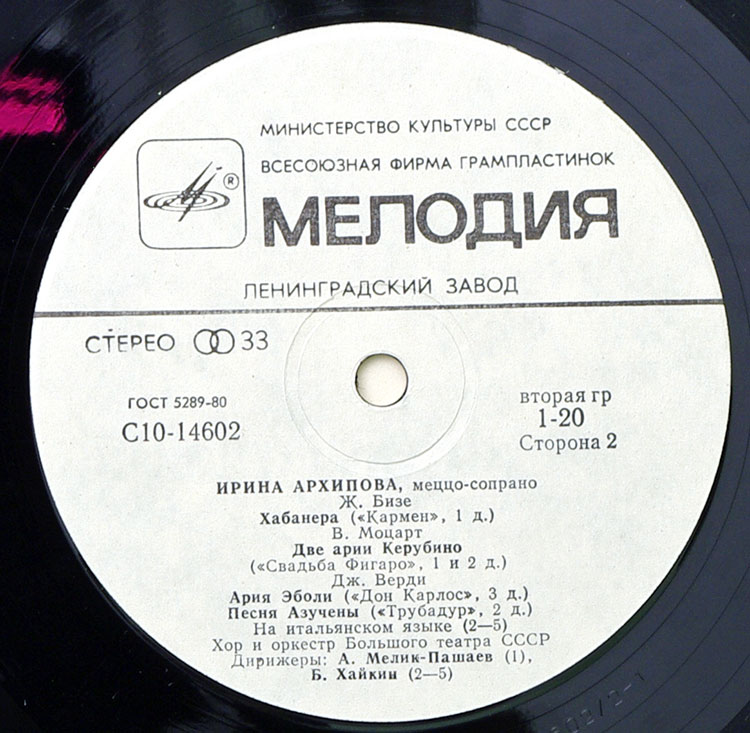 МИНИСТЕРСТВО КУЛЬТУРЫ СССР
ВСЕСОЮЗНАЯ ФИРМА ГРАМПЛАСТИНОК
®
МЕЛОДИЯ
ЛЕНИНГРАДСКИЙ ЗАВОД
СТЕРЕО 33
ГОСТ 5289-80
С10-14602
вторая гр
1-20
Сторона 2
ИРИНА АРХИПОВА, меццо-сопрано
Ж. Бизе
Хабанера («Кармен», 1 д.)
В. Моцарт
Две арии Керубино
(«Свадьба Фигаро», 1 и 2 д.)
Дж. Верди
Ария Эболи («Дон Карлос», 3 д.)
Песня Азучены («Трубадур», 2 д.)
На итальянском языке (2—5)
Хор и оркестр Большого театра СССР
Дирижеры: А. Мелик-Пашаев (1),
Б. Хайкин (2—5)